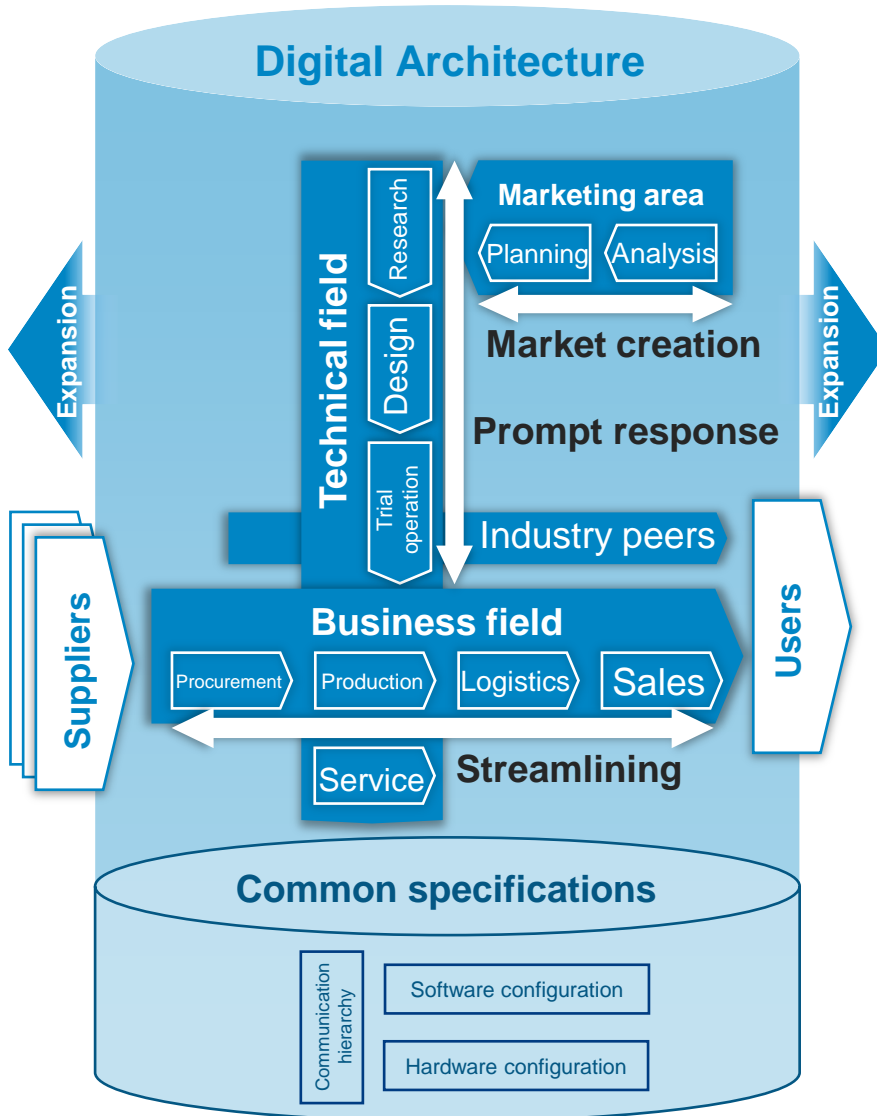 Digital Architecture
Technical field
Research
Design
Trial
operation
Marketing area
Planning
Analysis
Market creation
Prompt response
Expansion
Expansion
Industry peers
Suppliers
Users
Business field
Procurement
Production
Logistics
Sales
Streamlining
Service
Common specifications
Communication
hierarchy
Software configuration
Hardware configuration